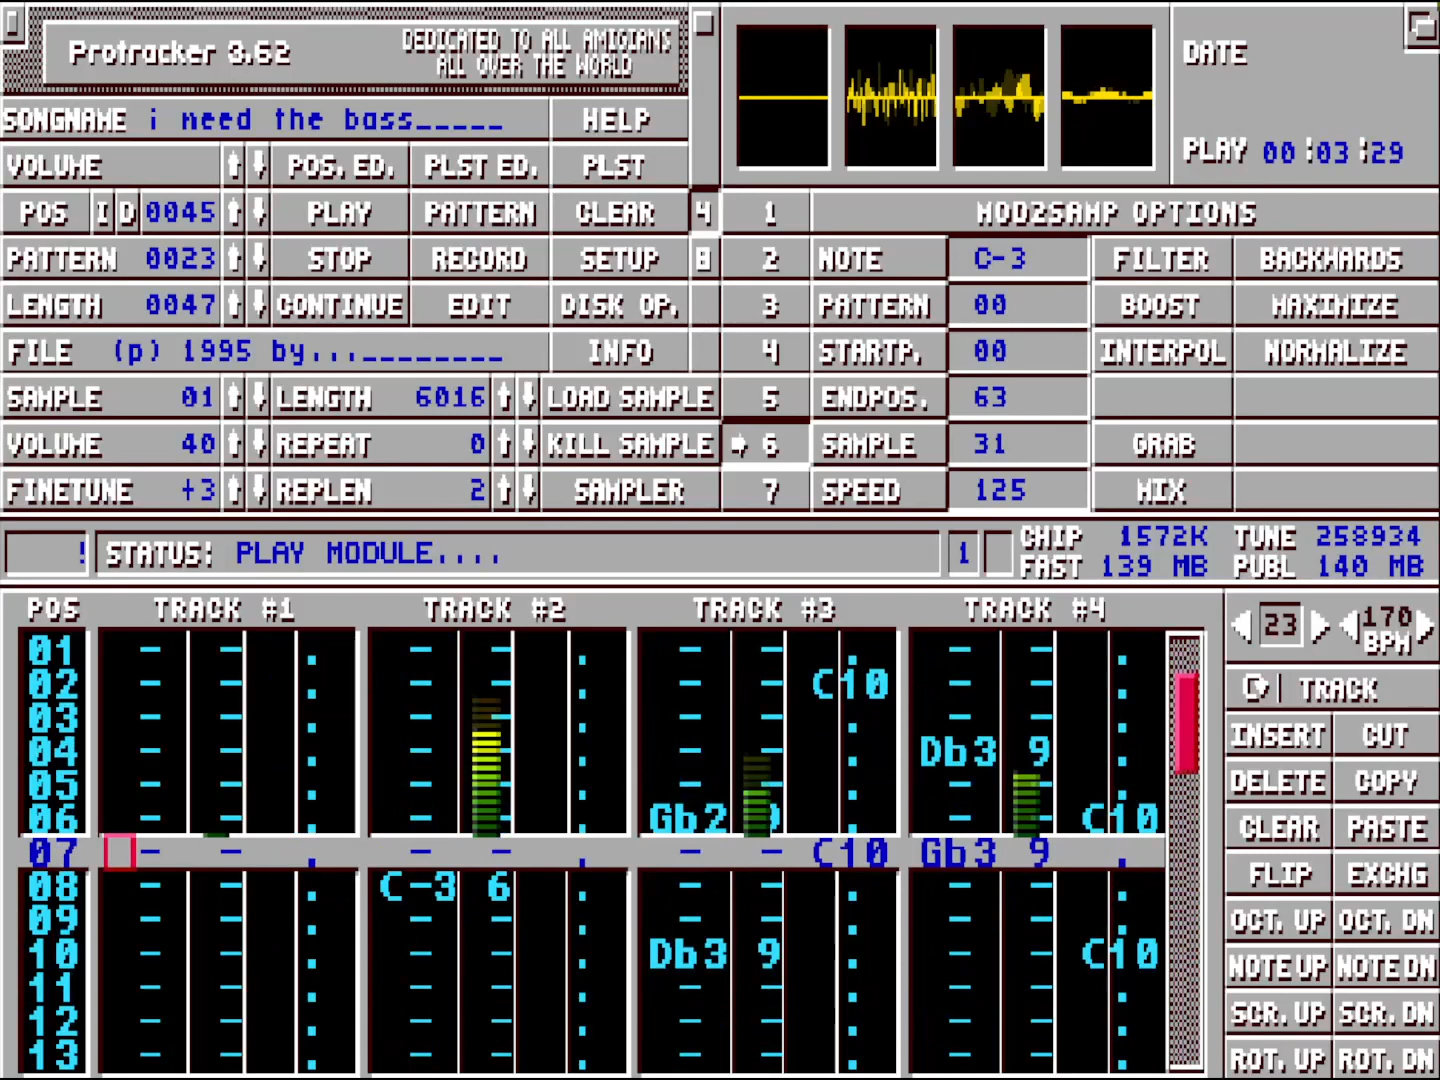 Protracker 3.62
DEDICATED TO ALL AMIGIANS
ALL OVER THE WORLD
DATE
PLAY 00:03:29
SONGNAME i need the bass_____ HELP
VOLUME POS. ED. PLST ED. PLST
POS I D 0045 PLAY PATTERN CLEAR 4 1 MOD2SAMP OPTIONS
PATTERN 0023 STOP RECORD SETUP 8 2 NOTE C-3 FILTER BACKWARDS
LENGTH 0047 CONTINUE EDIT DISK OP. 3 PATTERN 00 BOOST MAXIMIZE
FILE (p) 1995 by...________ INFO 4 STARTP. 00 INTERPOL NORMALIZE
SAMPLE 01 LENGTH 6016 LOAD SAMPLE 5 ENDPOS. 63
VOLUME 40 REPEAT 0 KILL SAMPLE 6 SAMPLE 31 GRAB
FINETUNE +3 REPLEN 2 SAMPLER 7 SPEED 125 MIX
! STATUS: PLAY MODULE.... 1 CHIP 1572K TUNE 258934
FAST 139 MB PUBL 140 MB
POS TRACK #1 TRACK #2 TRACK #3 TRACK #4 23 170 BPM
01 - - . - - . - - . - - .
02 - - . - - . - - C10 - - . TRACK
03 - - . - - . - - . - - .
04 - - . - - . - - . Db3 9 . INSERT CUT
05 - - . - - . - - . - - . DELETE COPY
06 - - . - - . Gb2 . - - C10 CLEAR PASTE
07 - - . - - . - - C10 Gb3 9 .
08 - - . C-3 6 . - - . - - . FLIP EXCHG
09 - - . - - . - - . - - . OCT. UP OCT. DN
10 - - . - - . Db3 9 . - - C10 NOTE UP NOTE DN
11 - - . - - . - - . - - .
12 - - . - - . - - . - - . SCR. UP SCR. DN
13 - - . - - . - - . - - . ROT. UP ROT. DN